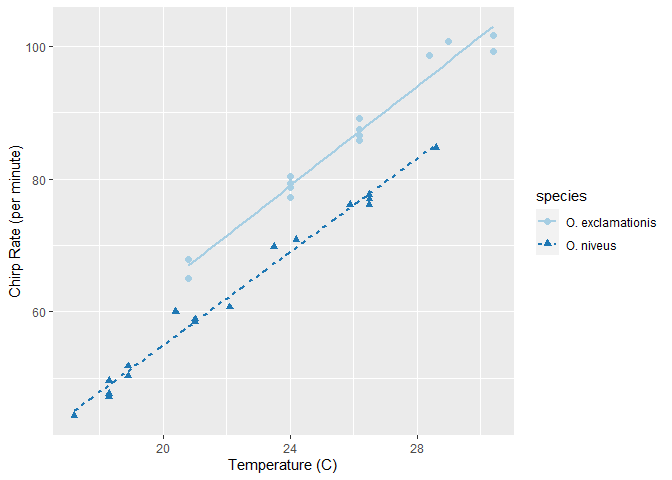 100
80
60
Chirp Rate (per minute)
20
24
28
Temperature (C)
species
O. exclamationis
O. niveus